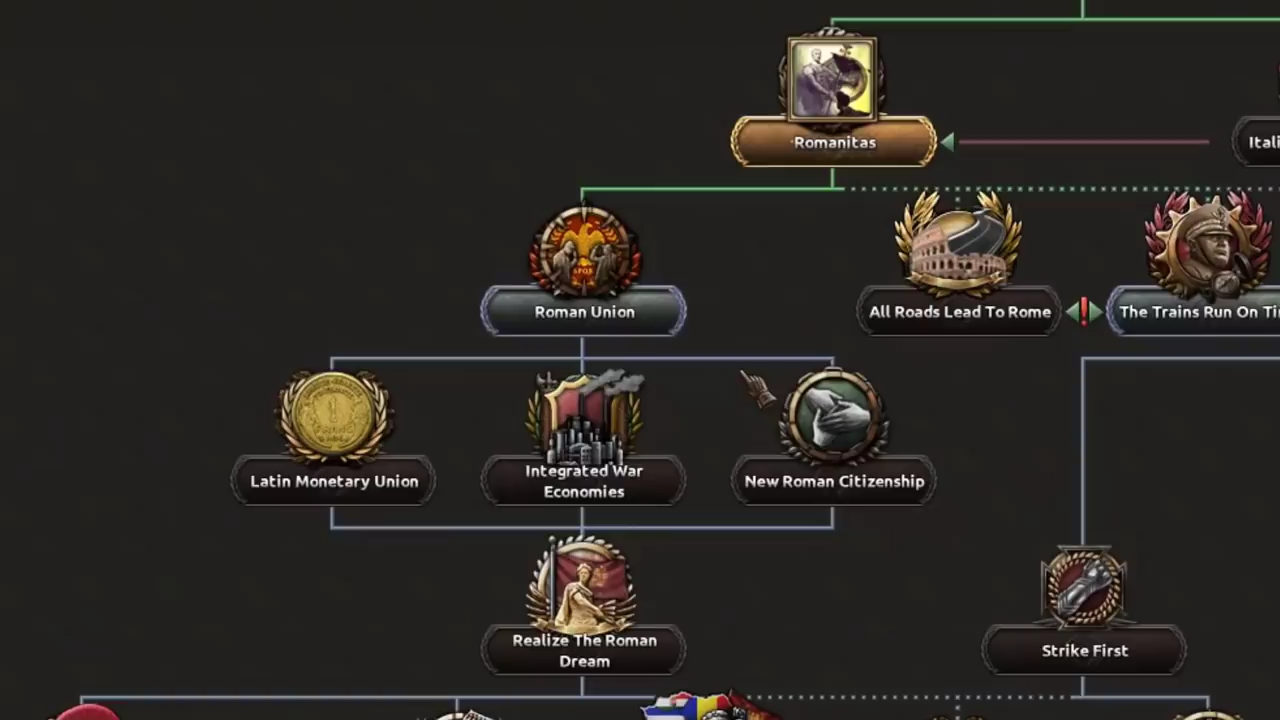 Romanitas
Itali
Roman Union
SPQR
All Roads Lead To Rome
The Trains Run On Ti
Latin Monetary Union
Integrated War
Economies
New Roman Citizenship
Realize The Roman
Dream
Strike First